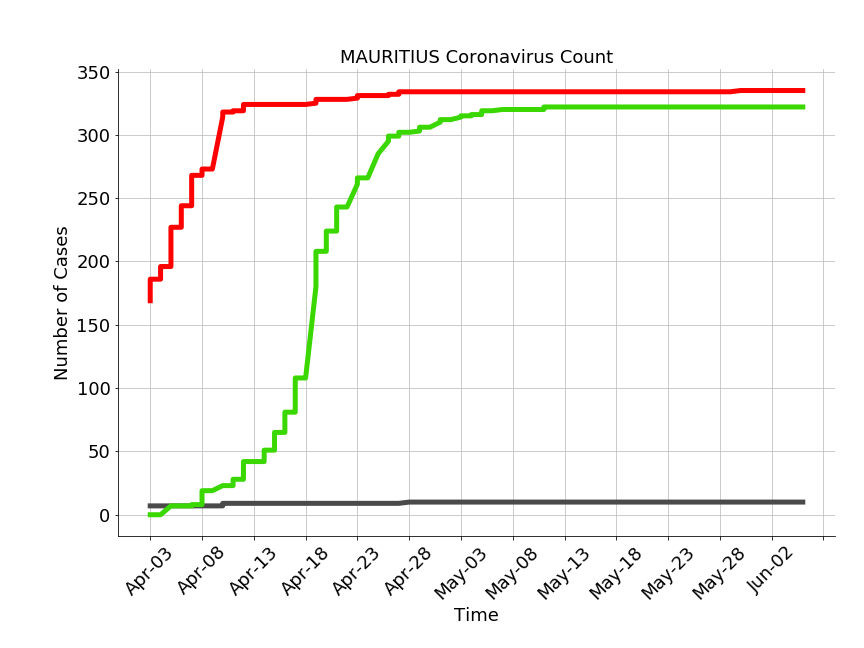 MAURITIUS Coronavirus Count
Number of Cases
350
300
250
200
150
100
50
0
Apr-03
Apr-08
Apr-13
Apr-18
Apr-23
Apr-28
May-03
May-08
May-13
May-18
May-23
May-28
Jun-02
Time